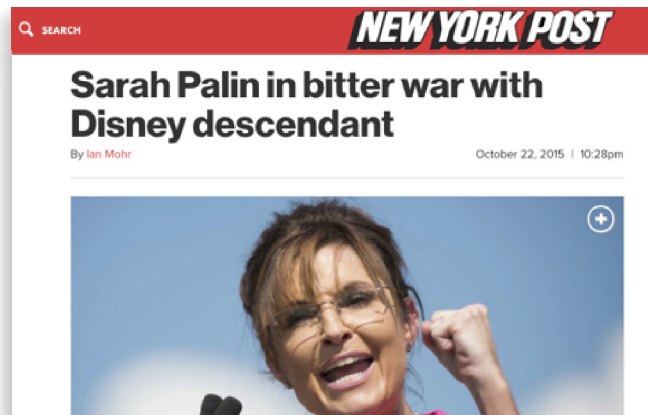 SEARCH
NEW YORK POST
Sarah Palin in bitter war with
Disney descendant
By Ian Mohr
October 22, 2015 | 10:28pm